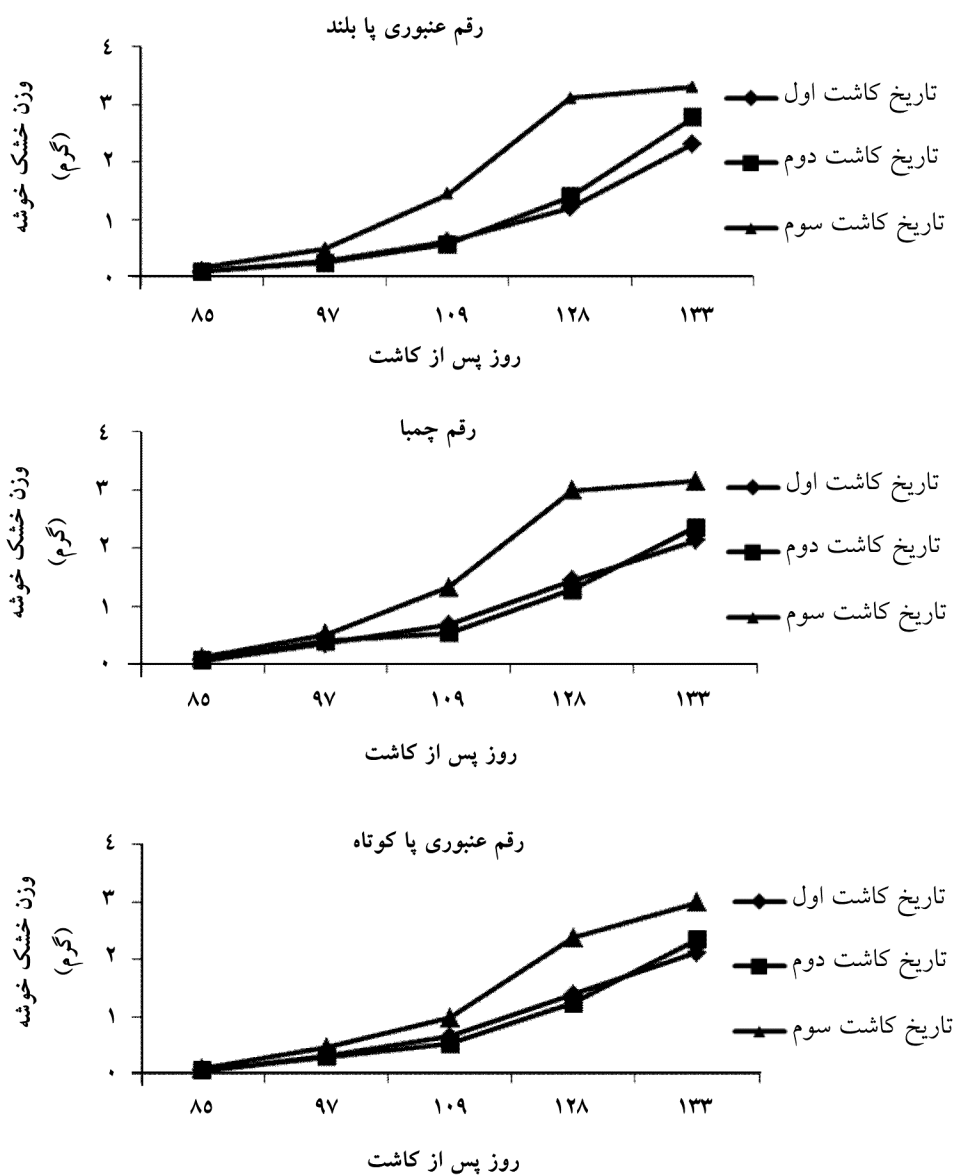 رقم عنبوری پا بلند
وزن خشک خوشه
(گرم)
٤
٣
٢
١
٠
٨٥ ٩٧ ١٠٩ ١٢٨ ١٣٣
روز پس از کاشت
تاریخ کاشت اول
تاریخ کاشت دوم
تاریخ کاشت سوم
رقم چمبا
وزن خشک خوشه
(گرم)
٤
٣
٢
١
٠
٨٥ ٩٧ ١٠٩ ١٢٨ ١٣٣
روز پس از کاشت
تاریخ کاشت اول
تاریخ کاشت دوم
تاریخ کاشت سوم
رقم عنبوری پا کوتاه
وزن خشک خوشه
(گرم)
٤
٣
٢
١
٠
٨٥ ٩٧ ١٠٩ ١٢٨ ١٣٣
روز پس از کاشت
تاریخ کاشت اول
تاریخ کاشت دوم
تاریخ کاشت سوم